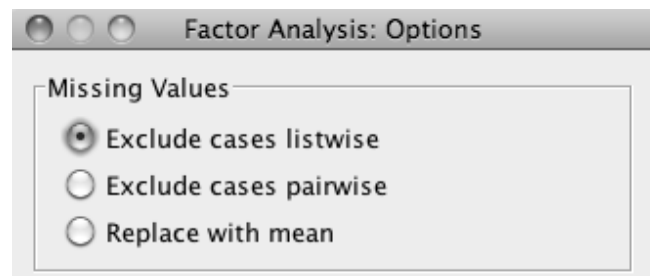 Factor Analysis: Options
Missing Values
Exclude cases listwise
Exclude cases pairwise
Replace with mean